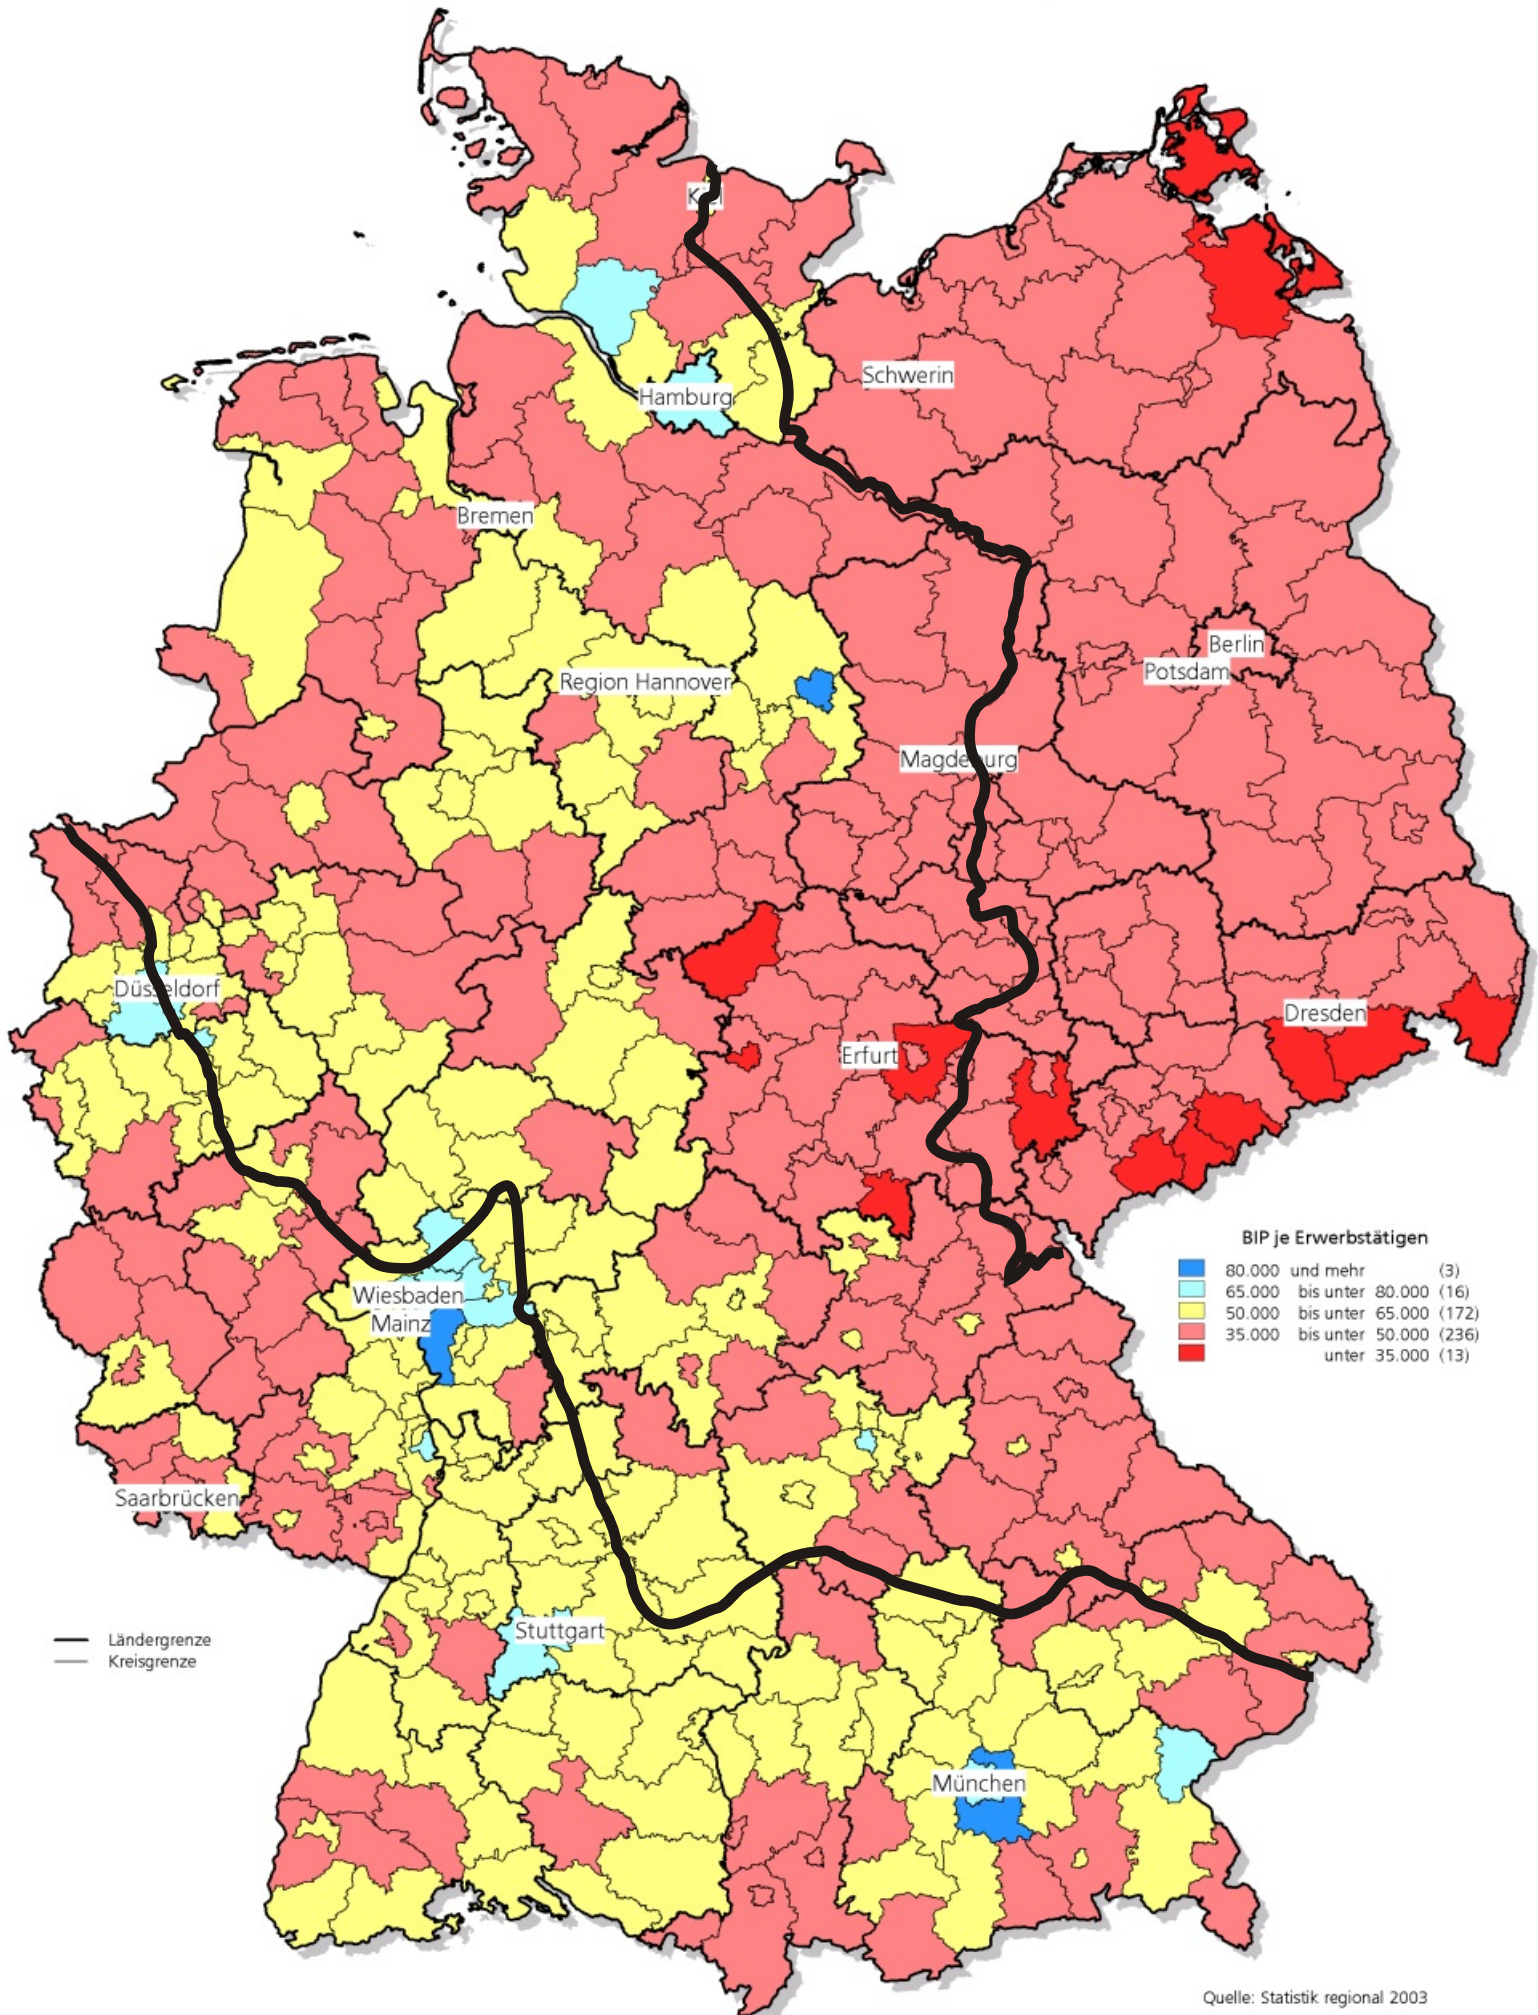 Kiel
Schwerin
Hamburg
Bremen
Berlin
Potsdam
Region Hannover
Magdeburg
Düsseldorf
Dresden
Erfurt
BIP je Erwerbstätigen
80.000 und mehr (3)
65.000 bis unter 80.000 (16)
50.000 bis unter 65.000 (172)
35.000 bis unter 50.000 (236)
unter 35.000 (13)
Wiesbaden
Mainz
Saarbrücken
Stuttgart
Ländergrenze
Kreisgrenze
München
Quelle: Statistik regional 2003